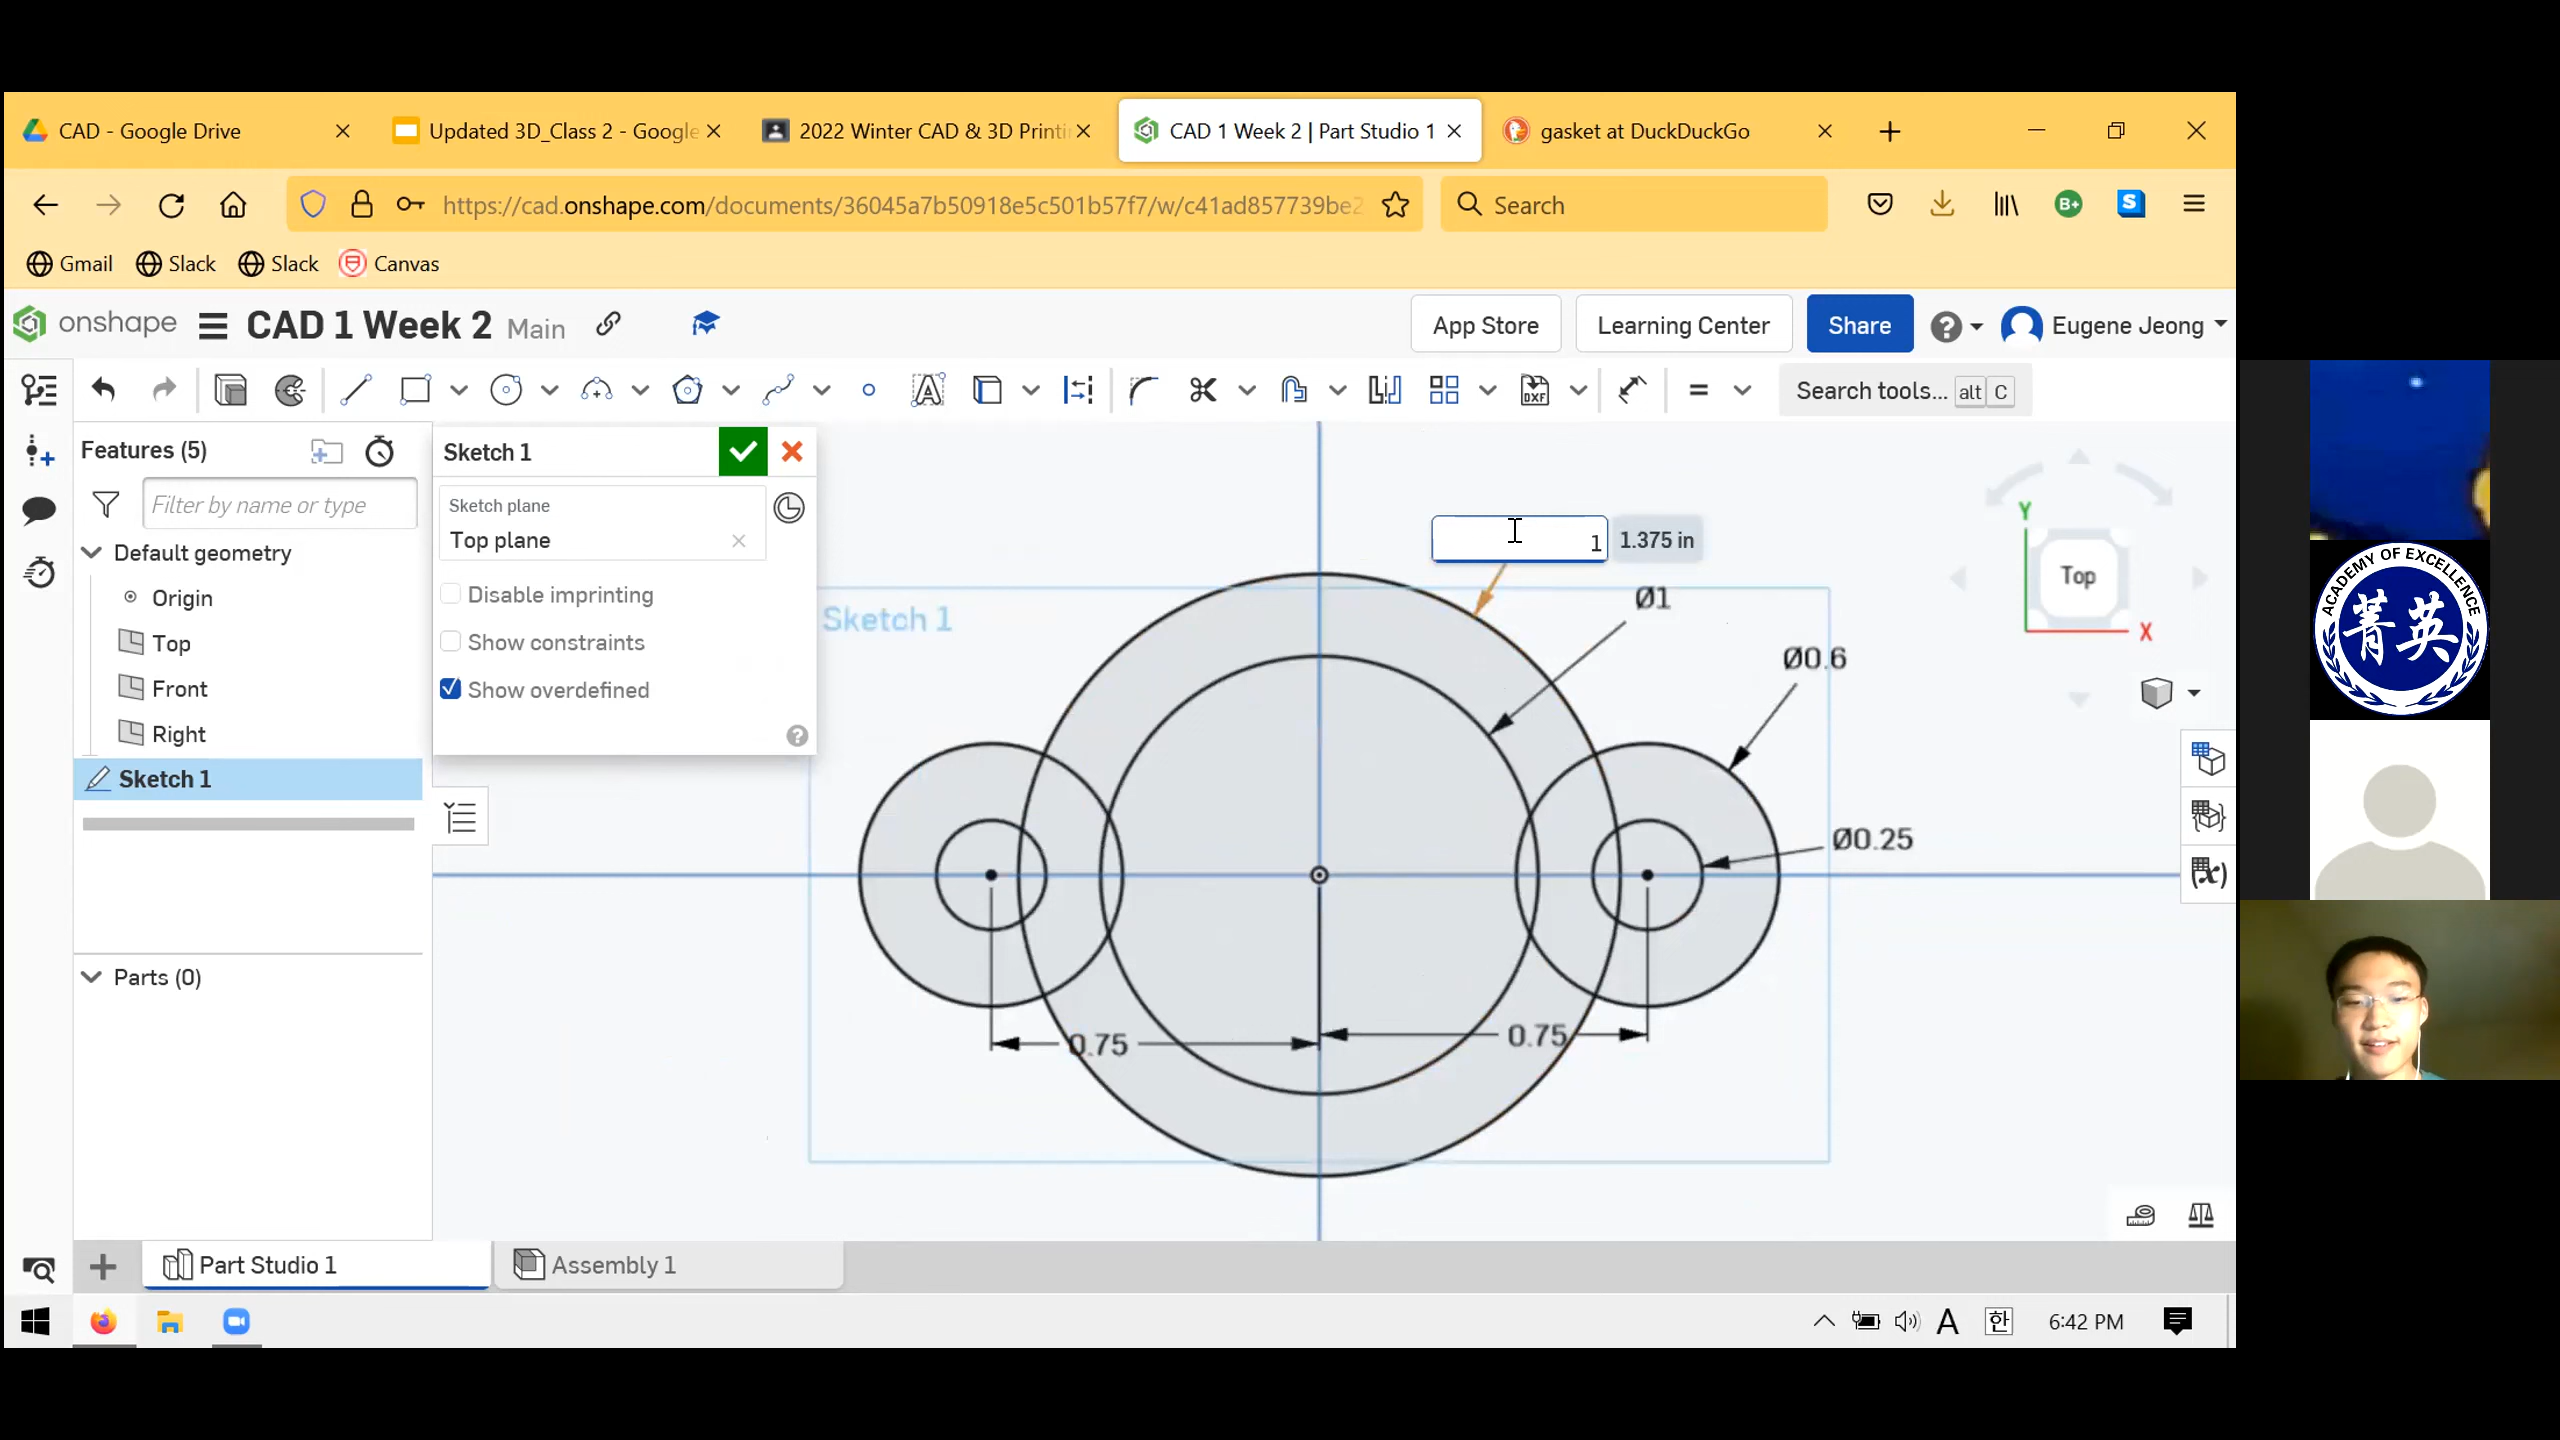 CAD - Google Drive
Updated 3D_Class 2 - Google
2022 Winter CAD & 3D Printi
CAD 1 Week 2 | Part Studio 1
gasket at DuckDuckGo
https://cad.onshape.com/documents/36045a7b50918e5c501b57f7/w/c41ad857739be2
Search
B+
S
Gmail
Slack
Slack
Canvas
onshape
CAD 1 Week 2
Main
App Store
Learning Center
Share
Eugene Jeong
DXF
Search tools...
alt
C
Features (5)
Filter by name or type
Default geometry
Origin
Top
Front
Right
Sketch 1
Parts (0)
Sketch 1
Sketch plane
Top plane
Disable imprinting
Show constraints
Show overdefined
Sketch 1
1
1.375 in
Ø1
Ø0.6
Ø0.25
0.75
0.75
Y
Top
X
(x)
Part Studio 1
Assembly 1
A
한
6:42 PM
ACADEMY OF EXCELLENCE
菁英